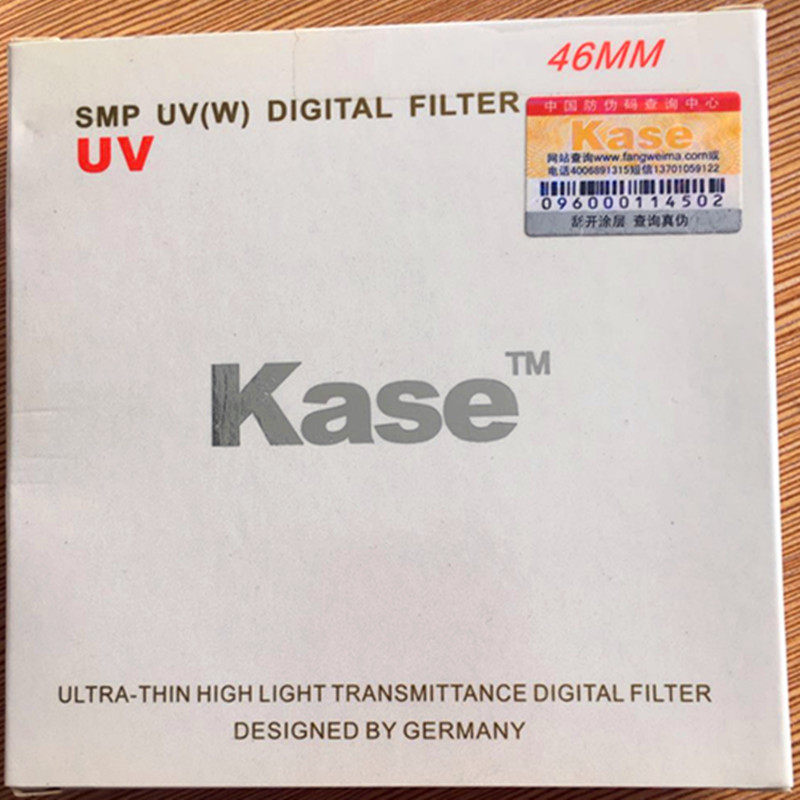 46MM
SMP UV(W) DIGITAL FILTER
UV
中国防伪码查询中心
Kase
网站查询www.fangweima.com或
电话4006891315短信13701059122
096000114502
刮开涂层 查询真伪
Kase™
ULTRA-THIN HIGH LIGHT TRANSMITTANCE DIGITAL FILTER
DESIGNED BY GERMANY